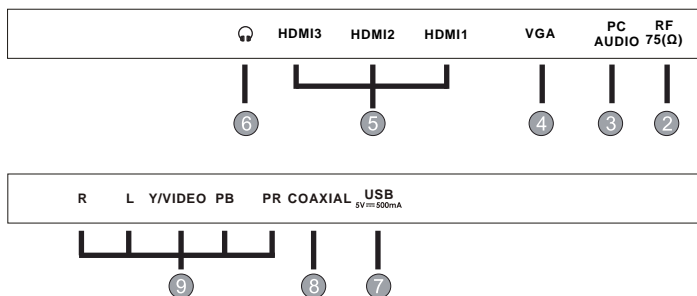 HDMI3 HDMI2 HDMI1 VGA PC AUDIO RF 75(Ω)
6 5 4 3 2
R L Y/VIDEO PB PR COAXIAL USB 5V⎓500mA
9 8 7